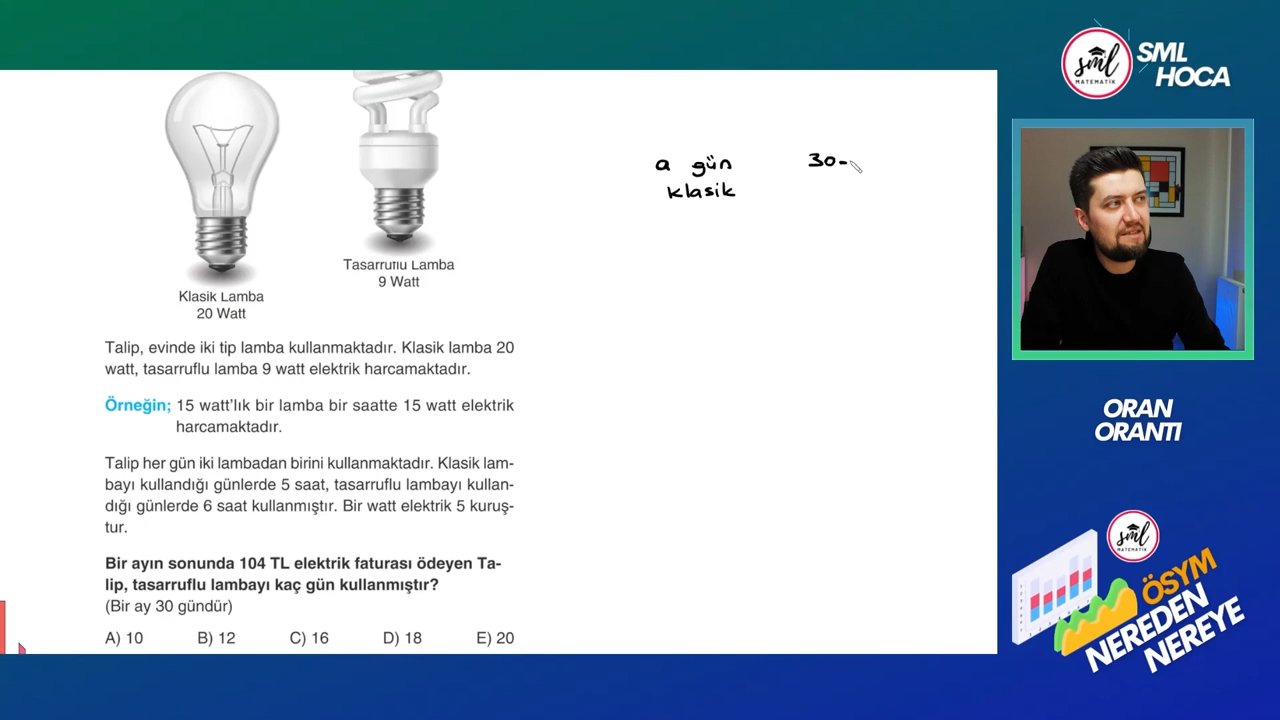 sml
MATEMATİK
SML
HOCA
a gün
klasik
30-
Tasarruflu Lamba
9 Watt
Klasik Lamba
20 Watt
Talip, evinde iki tip lamba kullanmaktadır. Klasik lamba 20
watt, tasarruflu lamba 9 watt elektrik harcamaktadır.
Örneğin; 15 watt'lık bir lamba bir saatte 15 watt elektrik
harcamaktadır.
Talip her gün iki lambadan birini kullanmaktadır. Klasik lam-
bayı kullandığı günlerde 5 saat, tasarruflu lambayı kullan-
dığı günlerde 6 saat kullanmıştır. Bir watt elektrik 5 kuruş-
tur.
Bir ayın sonunda 104 TL elektrik faturası ödeyen Ta-
lip, tasarruflu lambayı kaç gün kullanmıştır?
(Bir ay 30 gündür)
A) 10 B) 12 C) 16 D) 18 E) 20
ORAN
ORANTI
sml
MATEMATİK
ÖSYM
NEREDEN
NEREYE